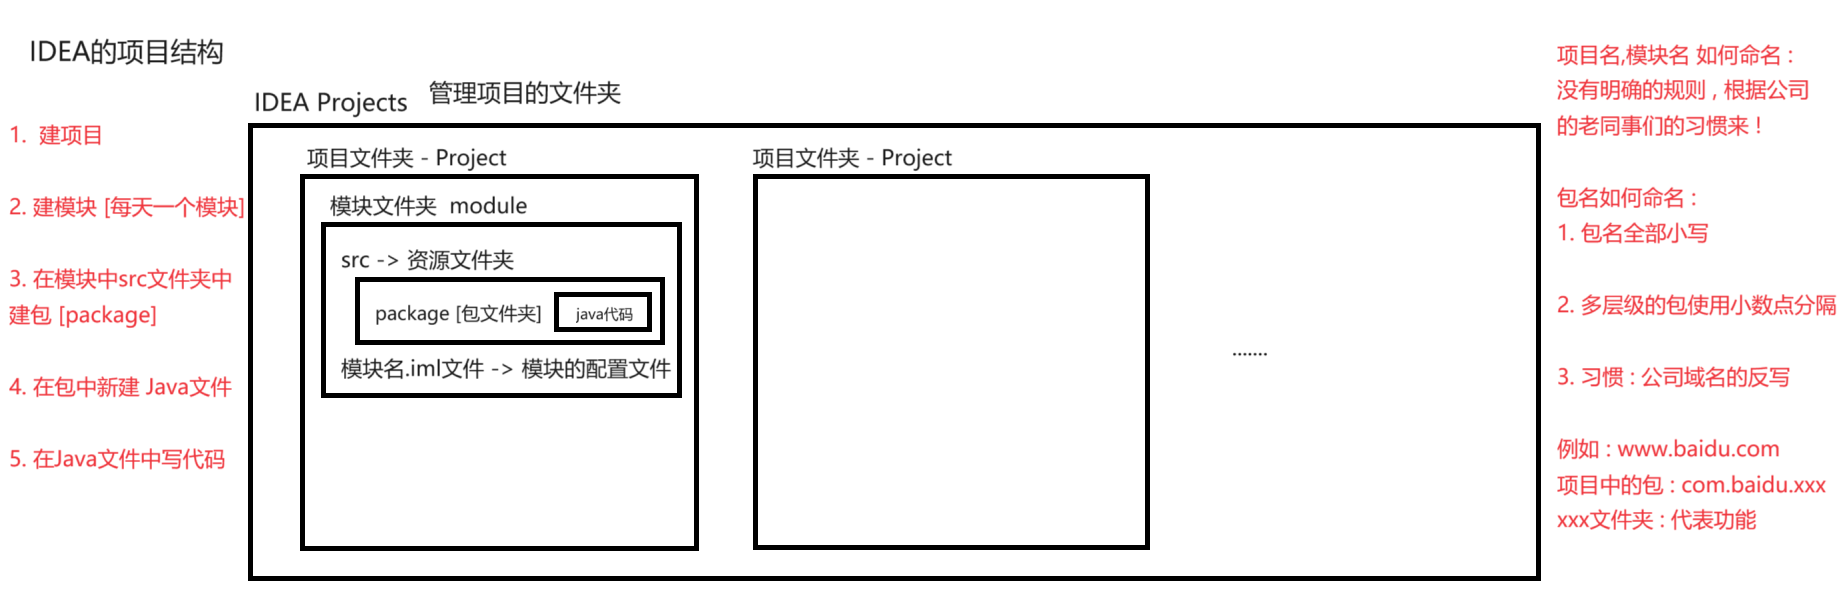 IDEA的项目结构
1. 建项目
2. 建模块 [每天一个模块]
3. 在模块中src文件夹中
建包 [package]
4. 在包中新建 Java文件
5. 在Java文件中写代码
IDEA Projects 管理项目的文件夹
项目文件夹 - Project
模块文件夹 module
src -> 资源文件夹
package [包文件夹]
java代码
模块名.iml文件 -> 模块的配置文件
项目文件夹 - Project
.......
项目名,模块名 如何命名：
没有明确的规则，根据公司
的老同事们的习惯来！
包名如何命名：
1. 包名全部小写
2. 多层级的包使用小数点分隔
3. 习惯：公司域名的反写
例如：www.baidu.com
项目中的包：com.baidu.xxx
xxx文件夹：代表功能